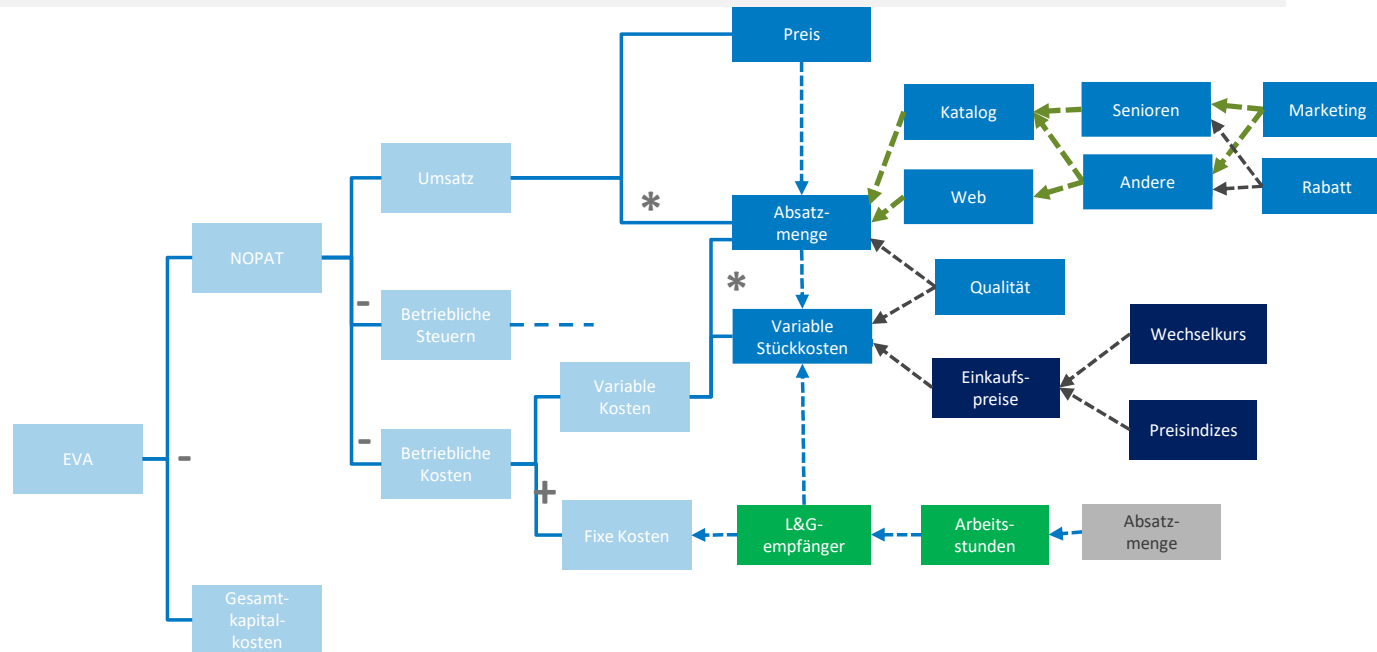 Preis
Katalog
Senioren
Marketing
Umsatz
*
Absatz-
menge
Web
Andere
Rabatt
NOPAT
-
Betriebliche
Steuern
*
Variable
Stückkosten
Qualität
Wechselkurs
Einkaufs-
preise
Preisindizes
Variable
Kosten
EVA
-
-
Betriebliche
Kosten
+
Fixe Kosten
L&G-
empfänger
Arbeits-
stunden
Absatz-
menge
Gesamt-
kapital-
kosten